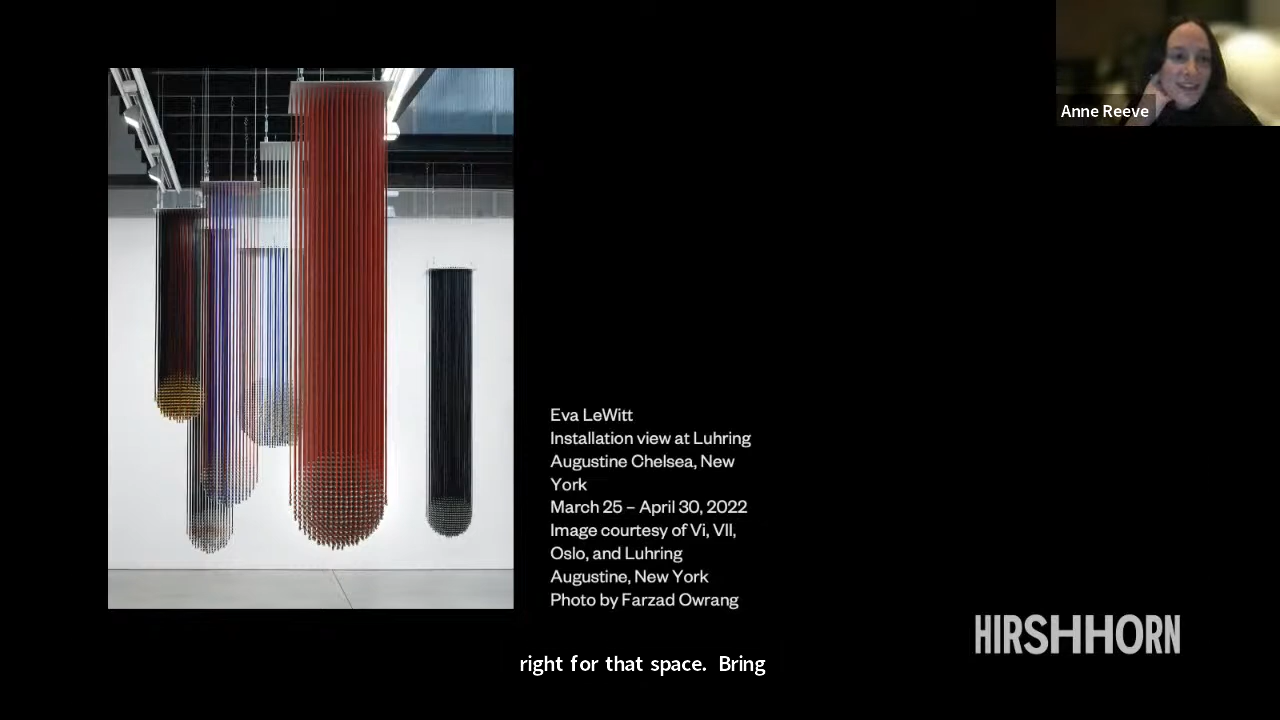 Anne Reeve
Eva LeWitt
Installation view at Luhring
Augustine Chelsea, New
York
March 25 – April 30, 2022
Image courtesy of Vi, VII,
Oslo, and Luhring
Augustine, New York
Photo by Farzad Owrang
HIRSHHORN
right for that space.  Bring